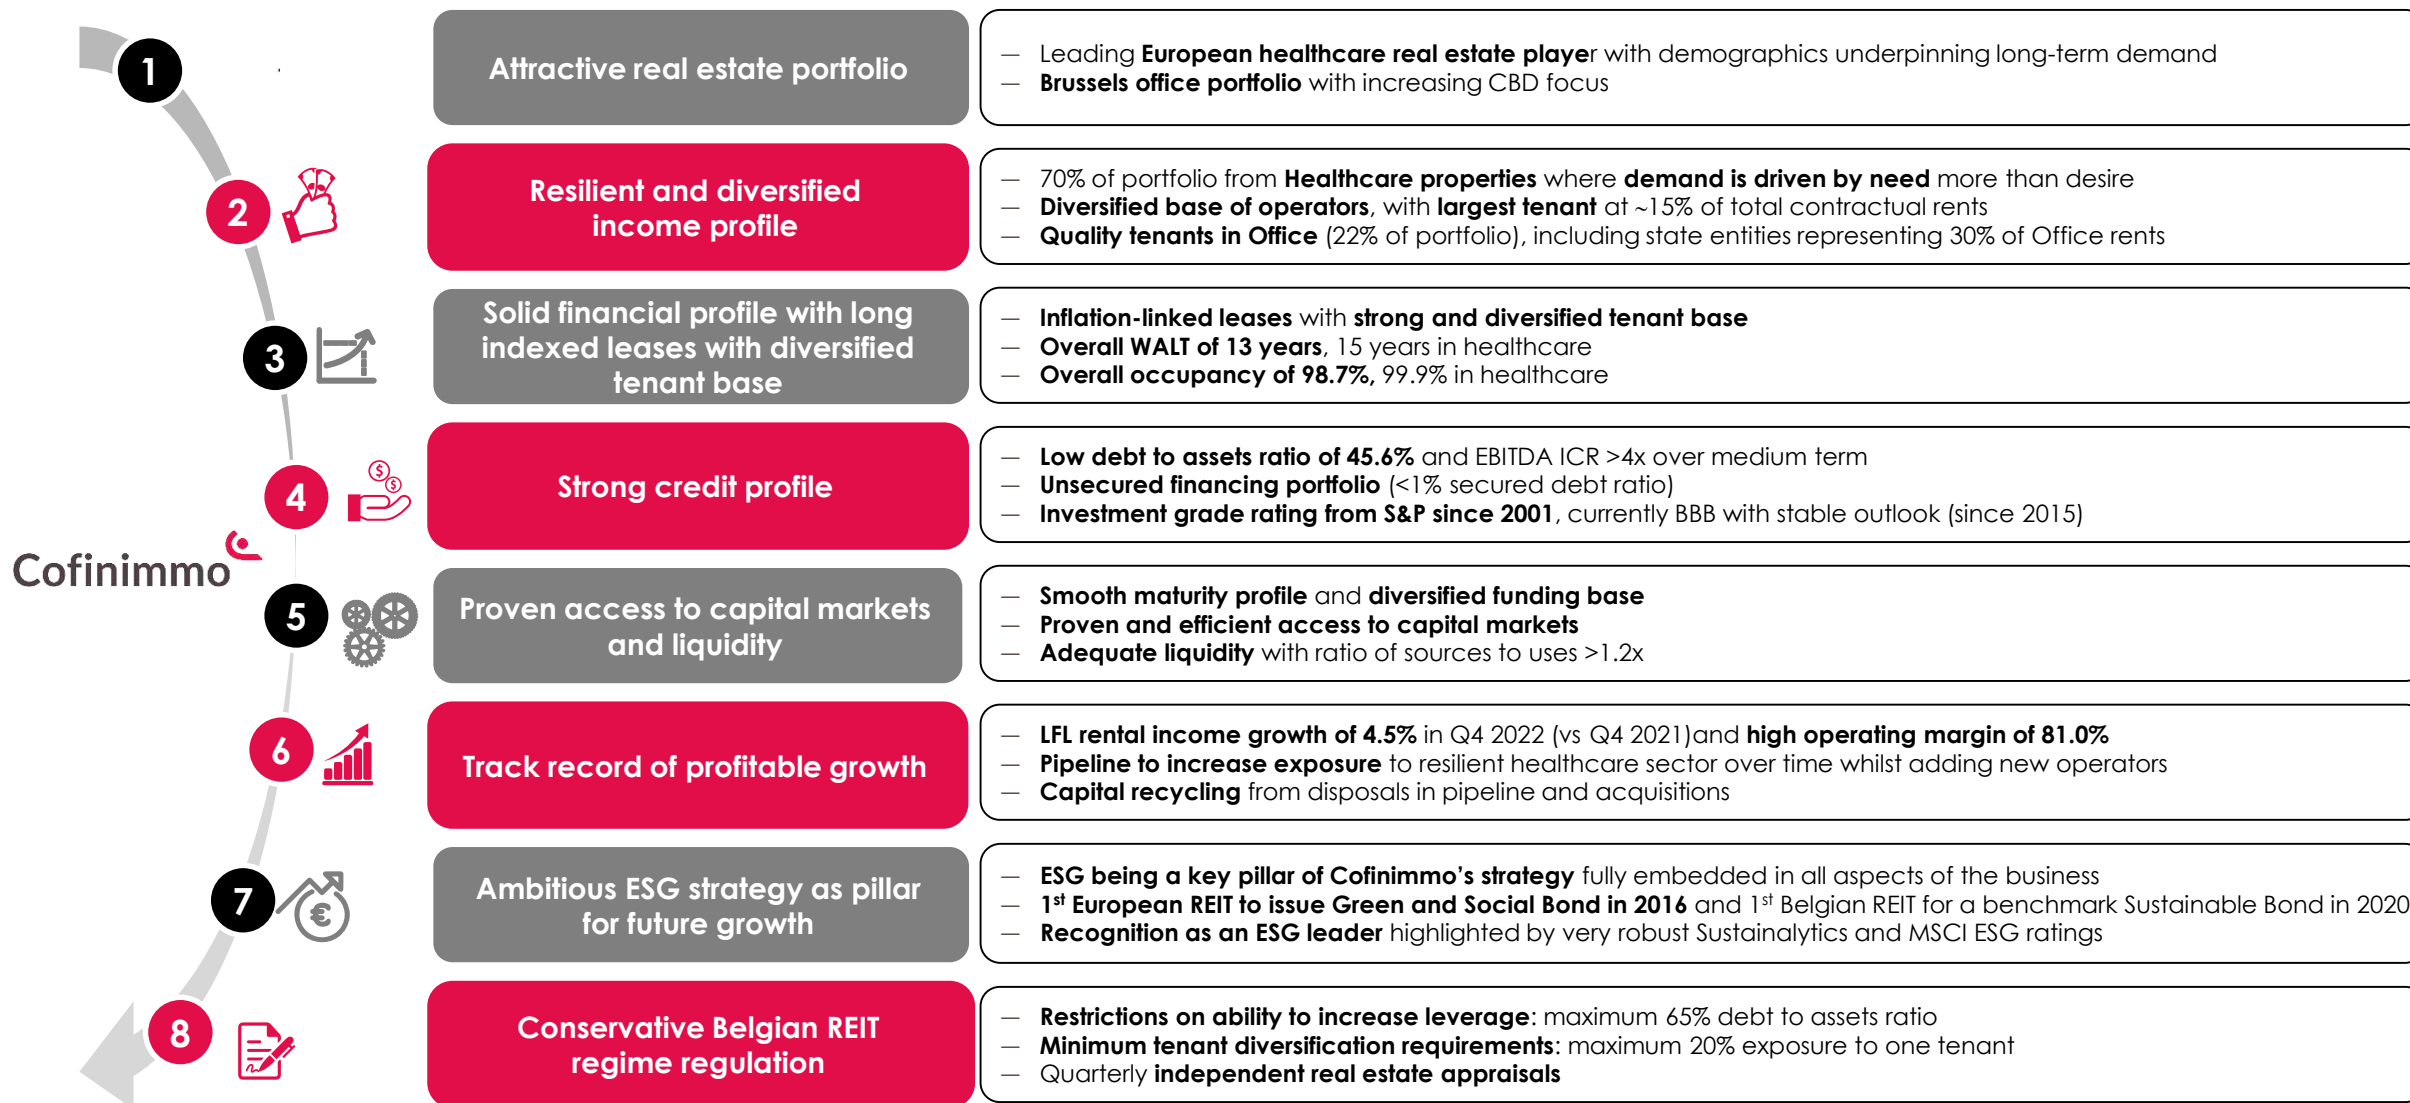 1
Attractive real estate portfolio
— Leading European healthcare real estate player with demographics underpinning long-term demand
— Brussels office portfolio with increasing CBD focus
2
Resilient and diversified
income profile
— 70% of portfolio from Healthcare properties where demand is driven by need more than desire
— Diversified base of operators, with largest tenant at ~15% of total contractual rents
— Quality tenants in Office (22% of portfolio), including state entities representing 30% of Office rents
3
Solid financial profile with long
indexed leases with diversified
tenant base
— Inflation-linked leases with strong and diversified tenant base
— Overall WALT of 13 years, 15 years in healthcare
— Overall occupancy of 98.7%, 99.9% in healthcare
4
Strong credit profile
— Low debt to assets ratio of 45.6% and EBITDA ICR >4x over medium term
— Unsecured financing portfolio (<1% secured debt ratio)
— Investment grade rating from S&P since 2001, currently BBB with stable outlook (since 2015)
Cofinimmo
5
Proven access to capital markets
and liquidity
— Smooth maturity profile and diversified funding base
— Proven and efficient access to capital markets
— Adequate liquidity with ratio of sources to uses >1.2x
6
Track record of profitable growth
— LFL rental income growth of 4.5% in Q4 2022 (vs Q4 2021)and high operating margin of 81.0%
— Pipeline to increase exposure to resilient healthcare sector over time whilst adding new operators
— Capital recycling from disposals in pipeline and acquisitions
7
Ambitious ESG strategy as pillar
for future growth
— ESG being a key pillar of Cofinimmo’s strategy fully embedded in all aspects of the business
— 1st European REIT to issue Green and Social Bond in 2016 and 1st Belgian REIT for a benchmark Sustainable Bond in 2020
— Recognition as an ESG leader highlighted by very robust Sustainalytics and MSCI ESG ratings
8
Conservative Belgian REIT
regime regulation
— Restrictions on ability to increase leverage: maximum 65% debt to assets ratio
— Minimum tenant diversification requirements: maximum 20% exposure to one tenant
— Quarterly independent real estate appraisals